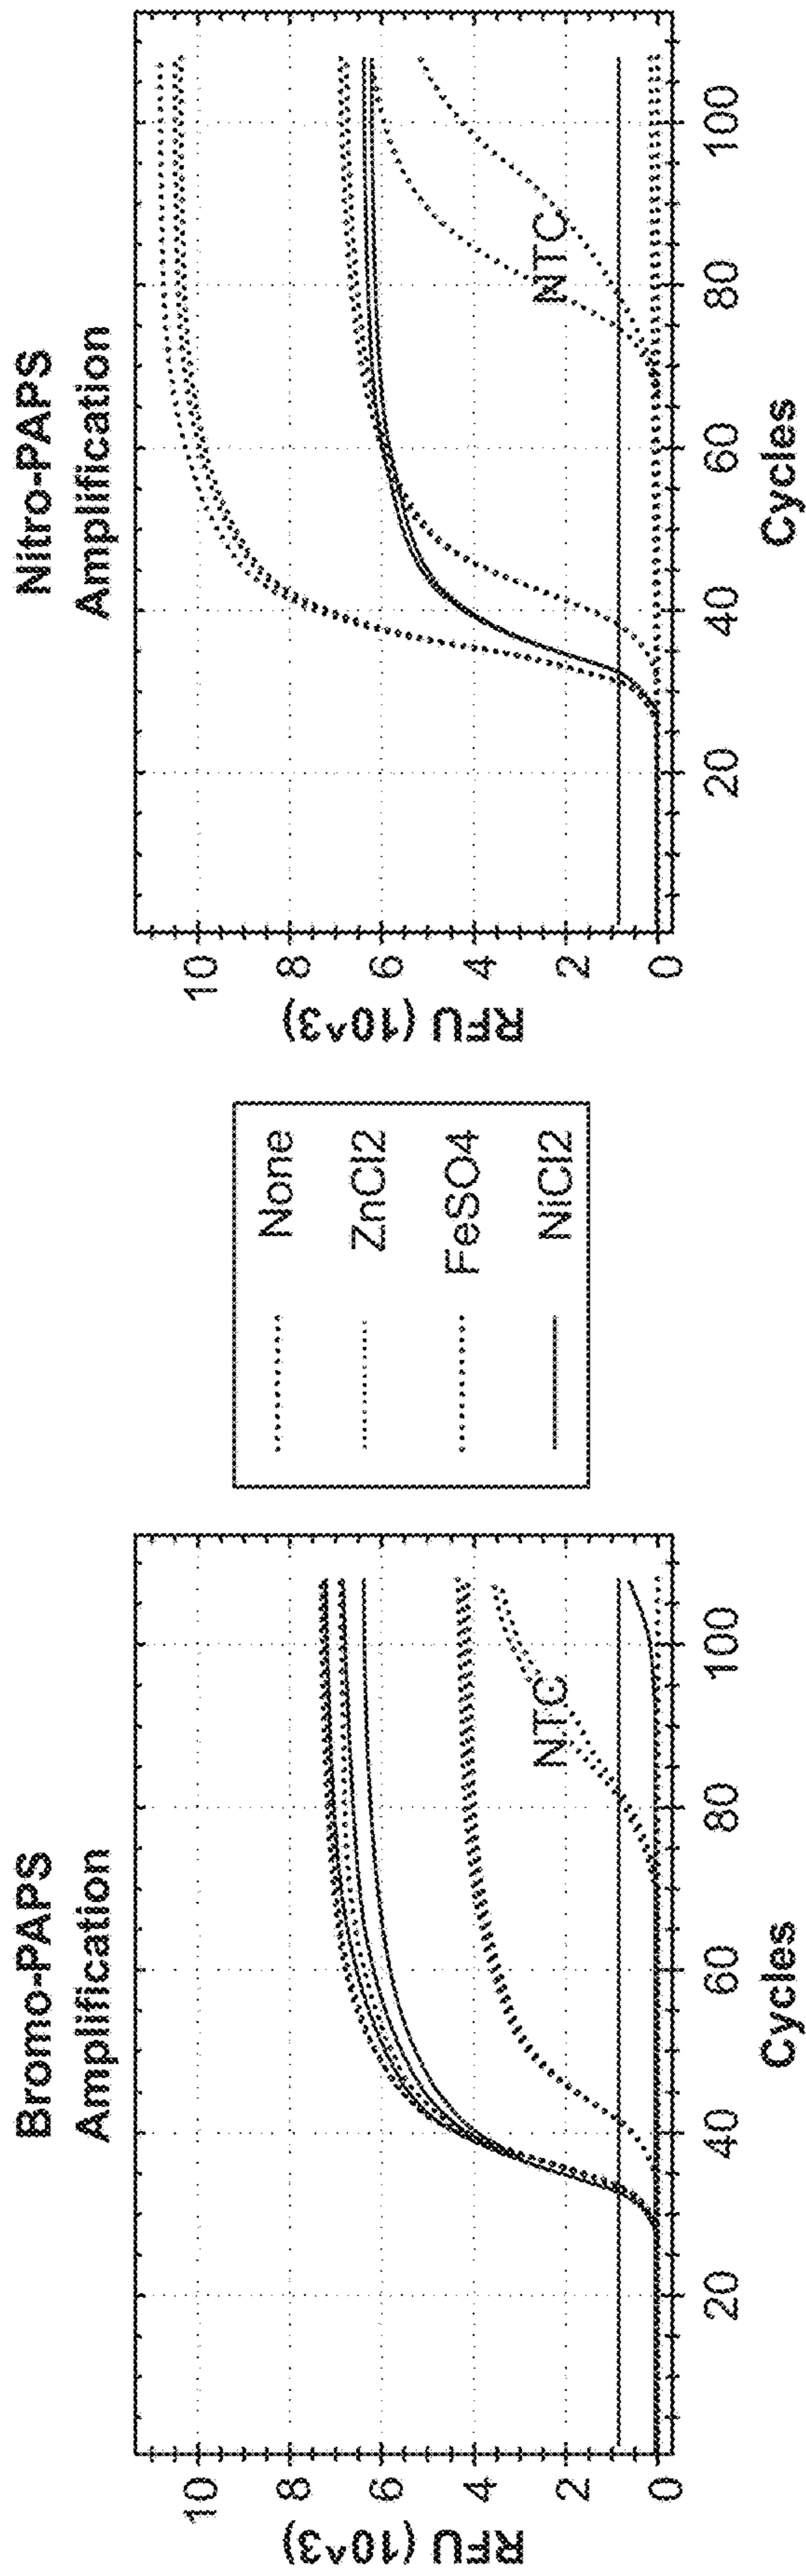 Bromo-PAPS
Amplification
RFU (10^3)
10
8
6
4
2
0
NTC
20
40
60
80
100
Cycles
None
ZnCl2
FeSO4
NiCl2
Nitro-PAPS
Amplification
RFU (10^3)
10
8
6
4
2
0
NTC
20
40
60
80
100
Cycles